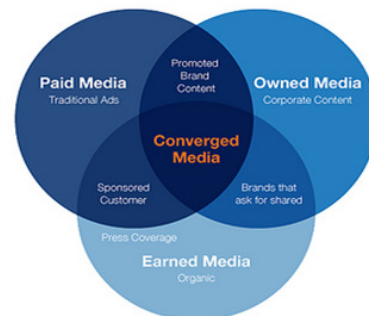 Promoted
Brand
Content
Paid Media
Traditional Ads
Owned Media
Corporate Content
Converged
Media
Sponsored
Customer
Brands that
ask for shared
Press Coverage
Earned Media
Organic